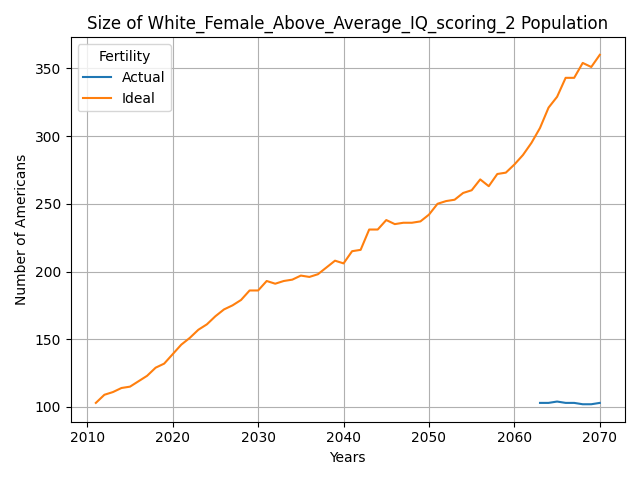 Size of White_Female_Above_Average_IQ_scoring_2 Population
Fertility
Actual
Ideal
Number of Americans
350
300
250
200
150
100
2010 2020 2030 2040 2050 2060 2070
Years